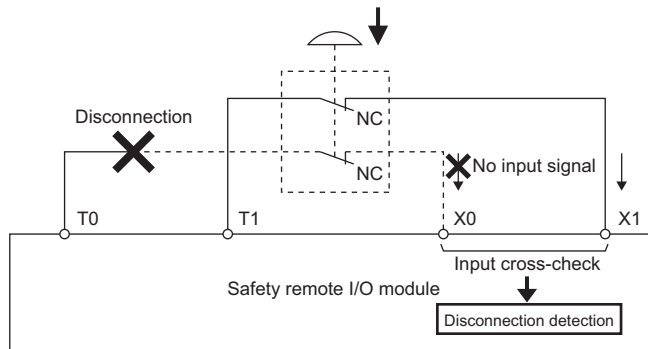 Disconnection
NC
NC
No input signal
T0
T1
X0
X1
Input cross-check
Safety remote I/O module
Disconnection detection